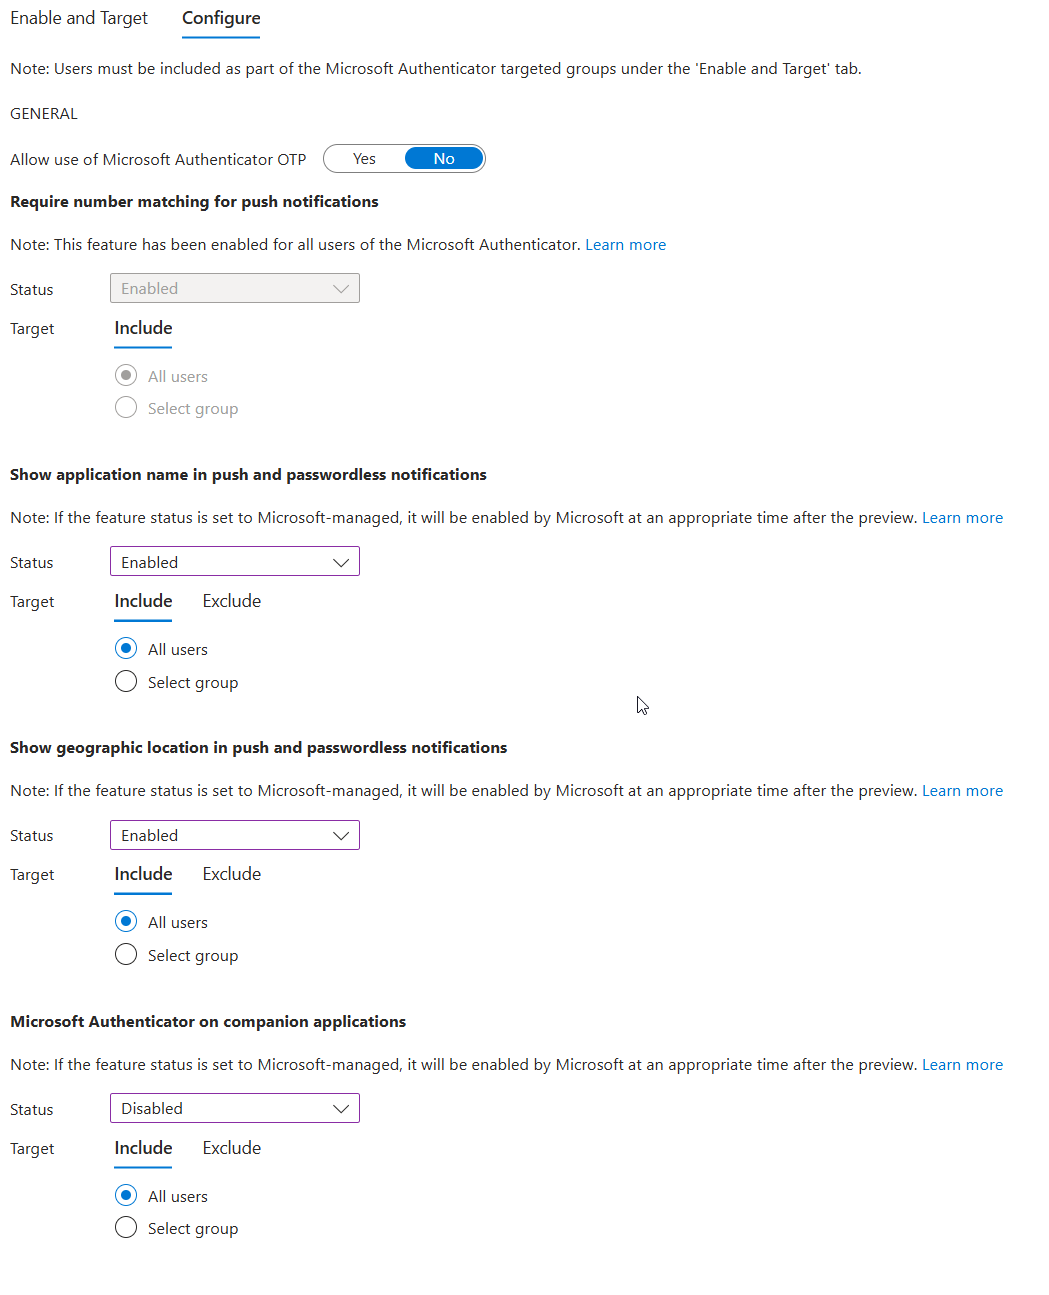 Enable and Target Configure
Note: Users must be included as part of the Microsoft Authenticator targeted groups under the 'Enable and Target' tab.
GENERAL
Allow use of Microsoft Authenticator OTP Yes No
Require number matching for push notifications
Note: This feature has been enabled for all users of the Microsoft Authenticator. Learn more
Status Enabled
Target Include
All users
Select group
Show application name in push and passwordless notifications
Note: If the feature status is set to Microsoft-managed, it will be enabled by Microsoft at an appropriate time after the preview. Learn more
Status Enabled
Target Include Exclude
All users
Select group
Show geographic location in push and passwordless notifications
Note: If the feature status is set to Microsoft-managed, it will be enabled by Microsoft at an appropriate time after the preview. Learn more
Status Enabled
Target Include Exclude
All users
Select group
Microsoft Authenticator on companion applications
Note: If the feature status is set to Microsoft-managed, it will be enabled by Microsoft at an appropriate time after the preview. Learn more
Status Disabled
Target Include Exclude
All users
Select group